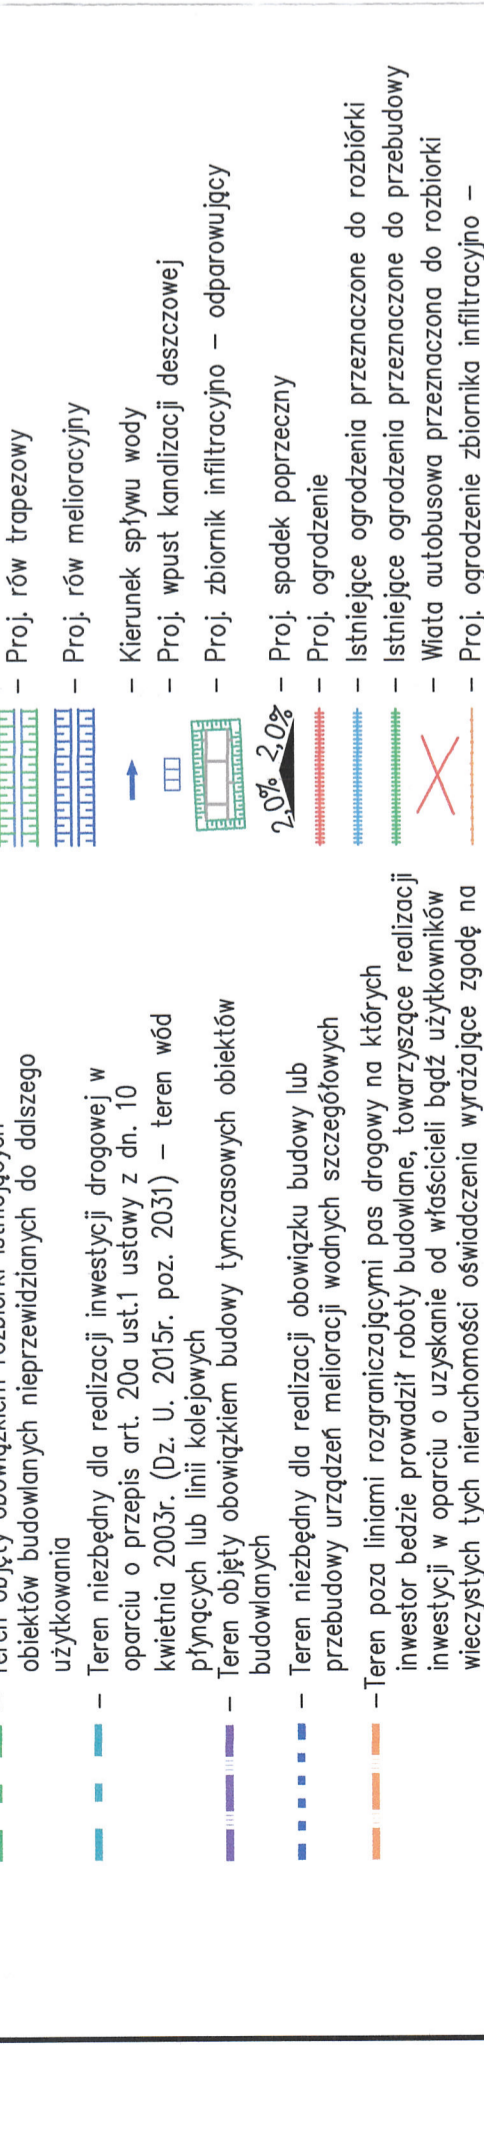 obiektów budowlanych nieprzewidzianych do dalszego
użytkowania
– Teren niezbędny dla realizacji inwestycji drogowej w
oparciu o przepis art. 20a ust.1 ustawy z dn. 10
kwietnia 2003r. (Dz. U. 2015r. poz. 2031) – teren wód
płynących lub linii kolejowych
– Teren objęty obowiązkiem budowy tymczasowych obiektów
budowlanych
– Teren niezbędny dla realizacji obowiązku budowy lub
przebudowy urządzeń melioracji wodnych szczegółowych
–Teren poza liniami rozgraniczającymi pas drogowy na których
inwestor bedzie prowadził roboty budowlane, towarzyszące realizacji
inwestycji w oparciu o uzyskanie od właścicieli bądź użytkowników
wieczystych tych nieruchomości oświadczenia wyrażające zgodę na
– Proj. rów trapezowy
– Proj. rów melioracyjny
– Kierunek spływu wody
– Proj. wpust kanalizacji deszczowej
– Proj. zbiornik infiltracyjno – odparowujący
2,0% 2,0% – Proj. spadek poprzeczny
– Proj. ogrodzenie
– Istniejące ogrodzenia przeznaczone do rozbiórki
– Istniejące ogrodzenia przeznaczone do przebudowy
– Wiata autobusowa przeznaczona do rozbiorki
– Proj. ogrodzenie zbiornika infiltracyjno –